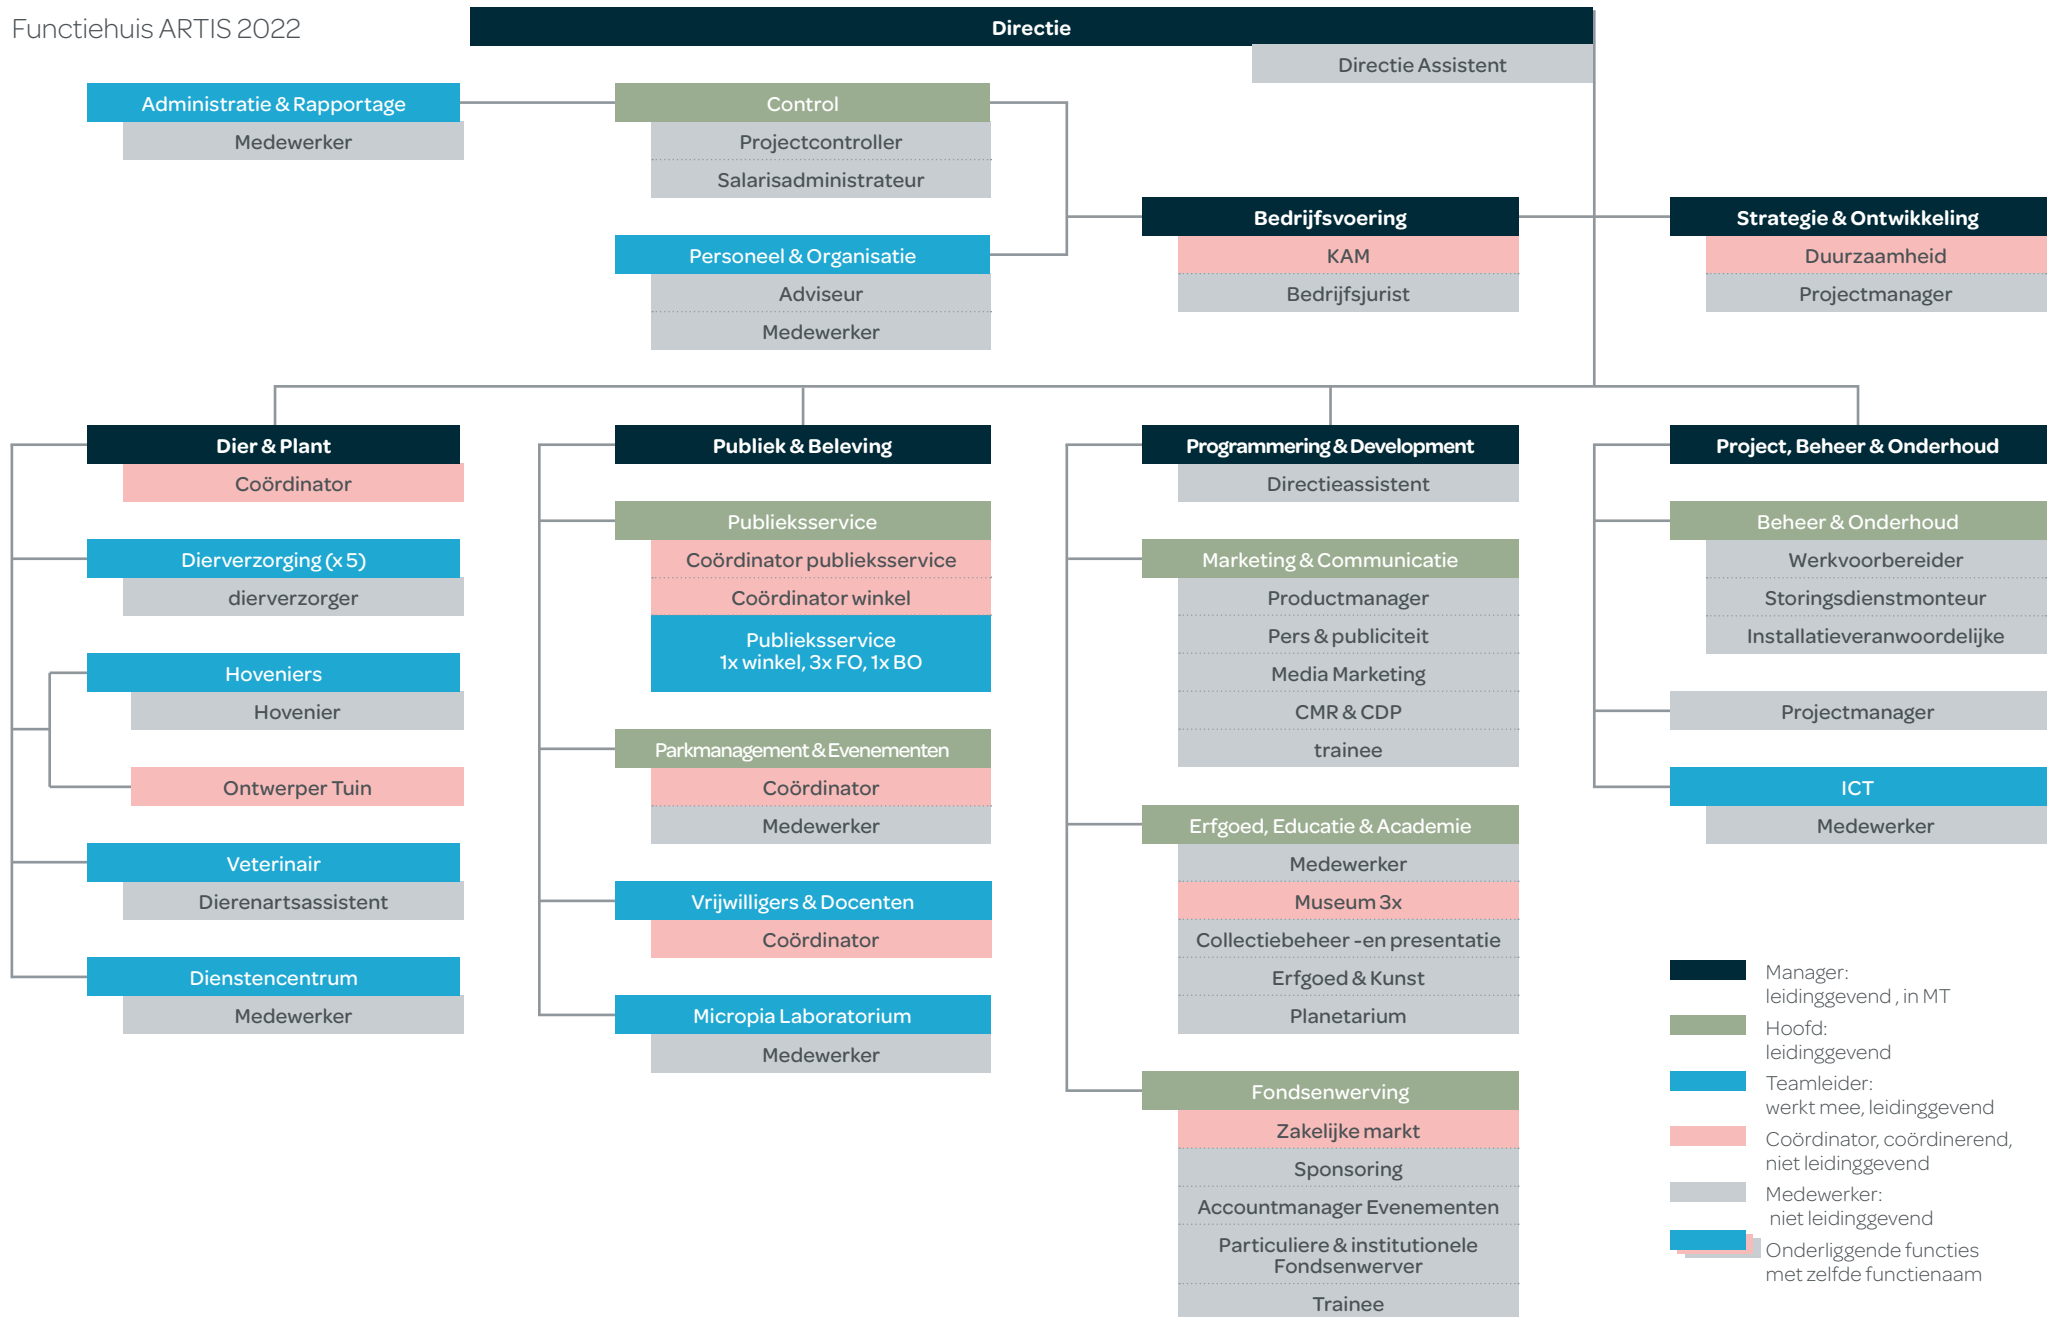 Functiehuis ARTIS 2022
Directie
Directie Assistent
Administratie & Rapportage
Medewerker
Control
Projectcontroller
Salarisadministrateur
Personeel & Organisatie
Adviseur
Medewerker
Bedrijfsvoering
KAM
Bedrijfsjurist
Strategie & Ontwikkeling
Duurzaamheid
Projectmanager
Dier & Plant
Coördinator
Dierverzorging (x 5)
dierverzorger
Hoveniers
Hovenier
Ontwerper Tuin
Veterinair
Dierenartsassistent
Dienstencentrum
Medewerker
Publiek & Beleving
Publieksservice
Coördinator publieksservice
Coördinator winkel
Publieksservice
1x winkel, 3x FO, 1x BO
Parkmanagement & Evenementen
Coördinator
Medewerker
Vrijwilligers & Docenten
Coördinator
Micropia Laboratorium
Medewerker
Programmering & Development
Directieassistent
Marketing & Communicatie
Productmanager
Pers & publiciteit
Media Marketing
CMR & CDP
trainee
Erfgoed, Educatie & Academie
Medewerker
Museum 3x
Collectiebeheer -en presentatie
Erfgoed & Kunst
Planetarium
Fondsenwerving
Zakelijke markt
Sponsoring
Accountmanager Evenementen
Particuliere & institutionele
Fondsenwerver
Trainee
Project, Beheer & Onderhoud
Beheer & Onderhoud
Werkvoorbereider
Storingsdienstmonteur
Installatieveranwoordelijke
Projectmanager
ICT
Medewerker
Manager:
leidinggevend , in MT
Hoofd:
leidinggevend
Teamleider:
werkt mee, leidinggevend
Coördinator, coördinerend,
niet leidinggevend
Medewerker:
niet leidinggevend
Onderliggende functies
met zelfde functienaam